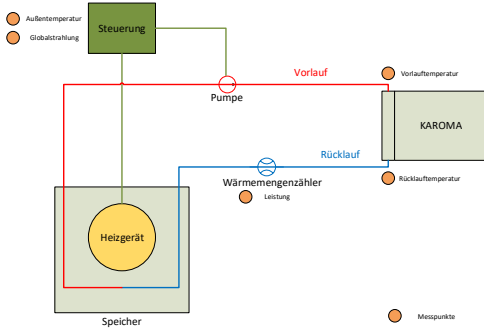 Außentemperatur
Globalstrahlung
Steuerung
Vorlauf
Vorlauftemperatur
Pumpe
KAROMA
Rücklauf
Rücklauftemperatur
Wärmemengenzähler
Leistung
Heizgerät
Speicher
Messpunkte